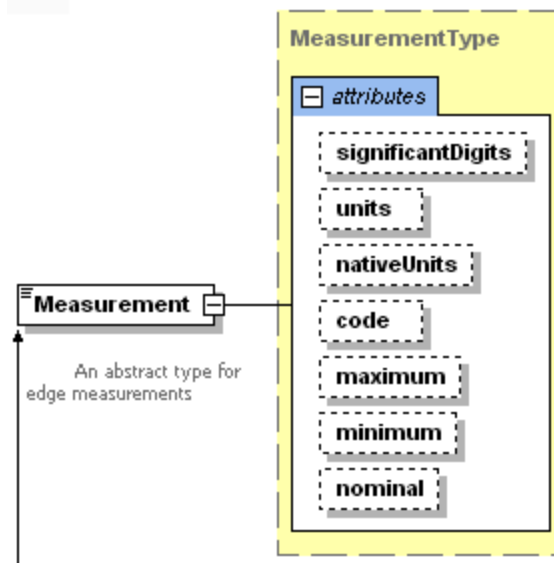 MeasurementType
attributes
significantDigits
units
nativeUnits
Measurement
code
An abstract type for
edge measurements
maximum
minimum
nominal